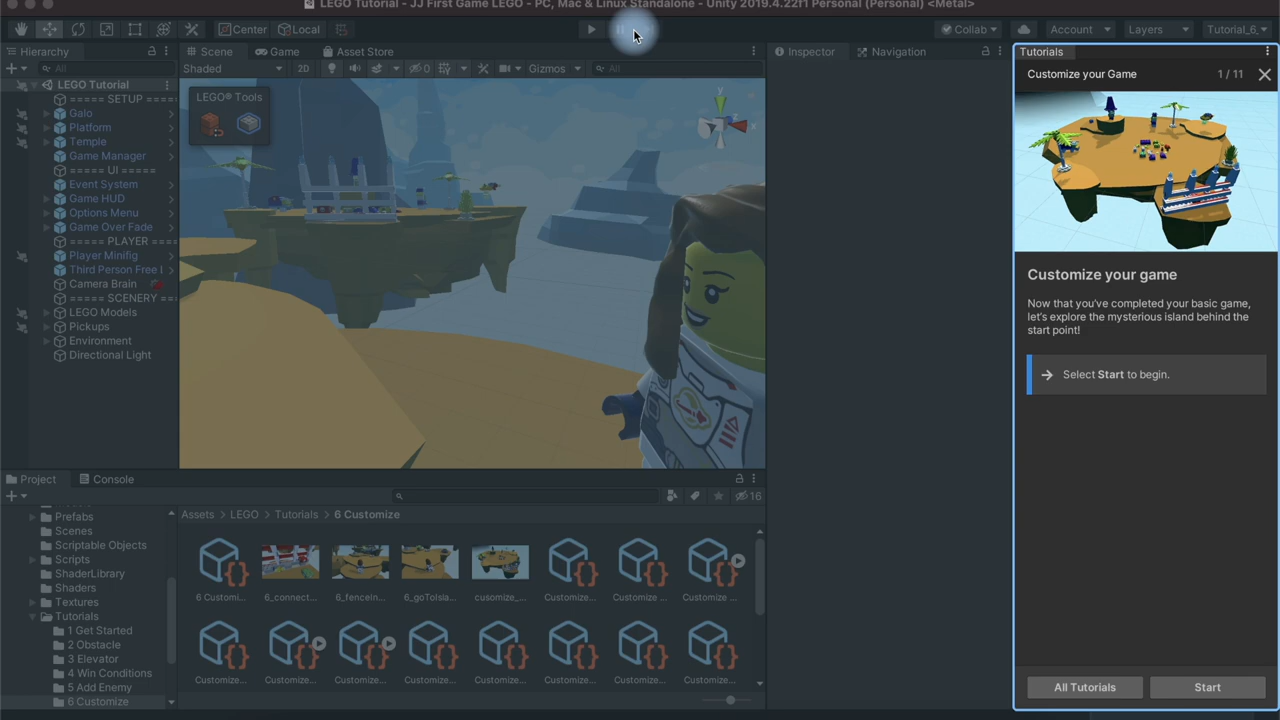 LEGO Tutorial - JJ First Game LEGO - PC, Mac & Linux Standalone - Unity 2019.4.22f1 Personal (Personal) <Metal>
Center Local Collab Account Layers Tutorial_6_
Hierarchy Scene Game Asset Store Inspector Navigation Tutorials
All Shaded 2D 0 Gizmos All
Customize your Game 1 / 11
LEGO Tutorial
===== SETUP ====
Galo
Platform
Temple
Game Manager
===== UI =====
Event System
Game HUD
Options Menu
Game Over Fade
===== PLAYER ====
Player Minifig
Third Person Free L
Camera Brain
===== SCENERY ==
LEGO Models
Pickups
Environment
Directional Light
LEGO® Tools
y
x
Customize your game
Now that you've completed your basic game,
let's explore the mysterious island behind the
start point!
Select Start to begin.
All Tutorials Start
Project Console
16
Prefabs
Scenes
Scriptable Objects
Scripts
ShaderLibrary
Shaders
Textures
Tutorials
1 Get Started
2 Obstacle
3 Elevator
4 Win Conditions
5 Add Enemy
6 Customize
Assets > LEGO > Tutorials > 6 Customize
6 Customi... 6_connect... 6_fenceIn... 6_goToIsla... cusomize_... Customize... Customize ... Customize ...
Customize... Customize... Customize... Customize... Customize... Customize... Customize... Customize...